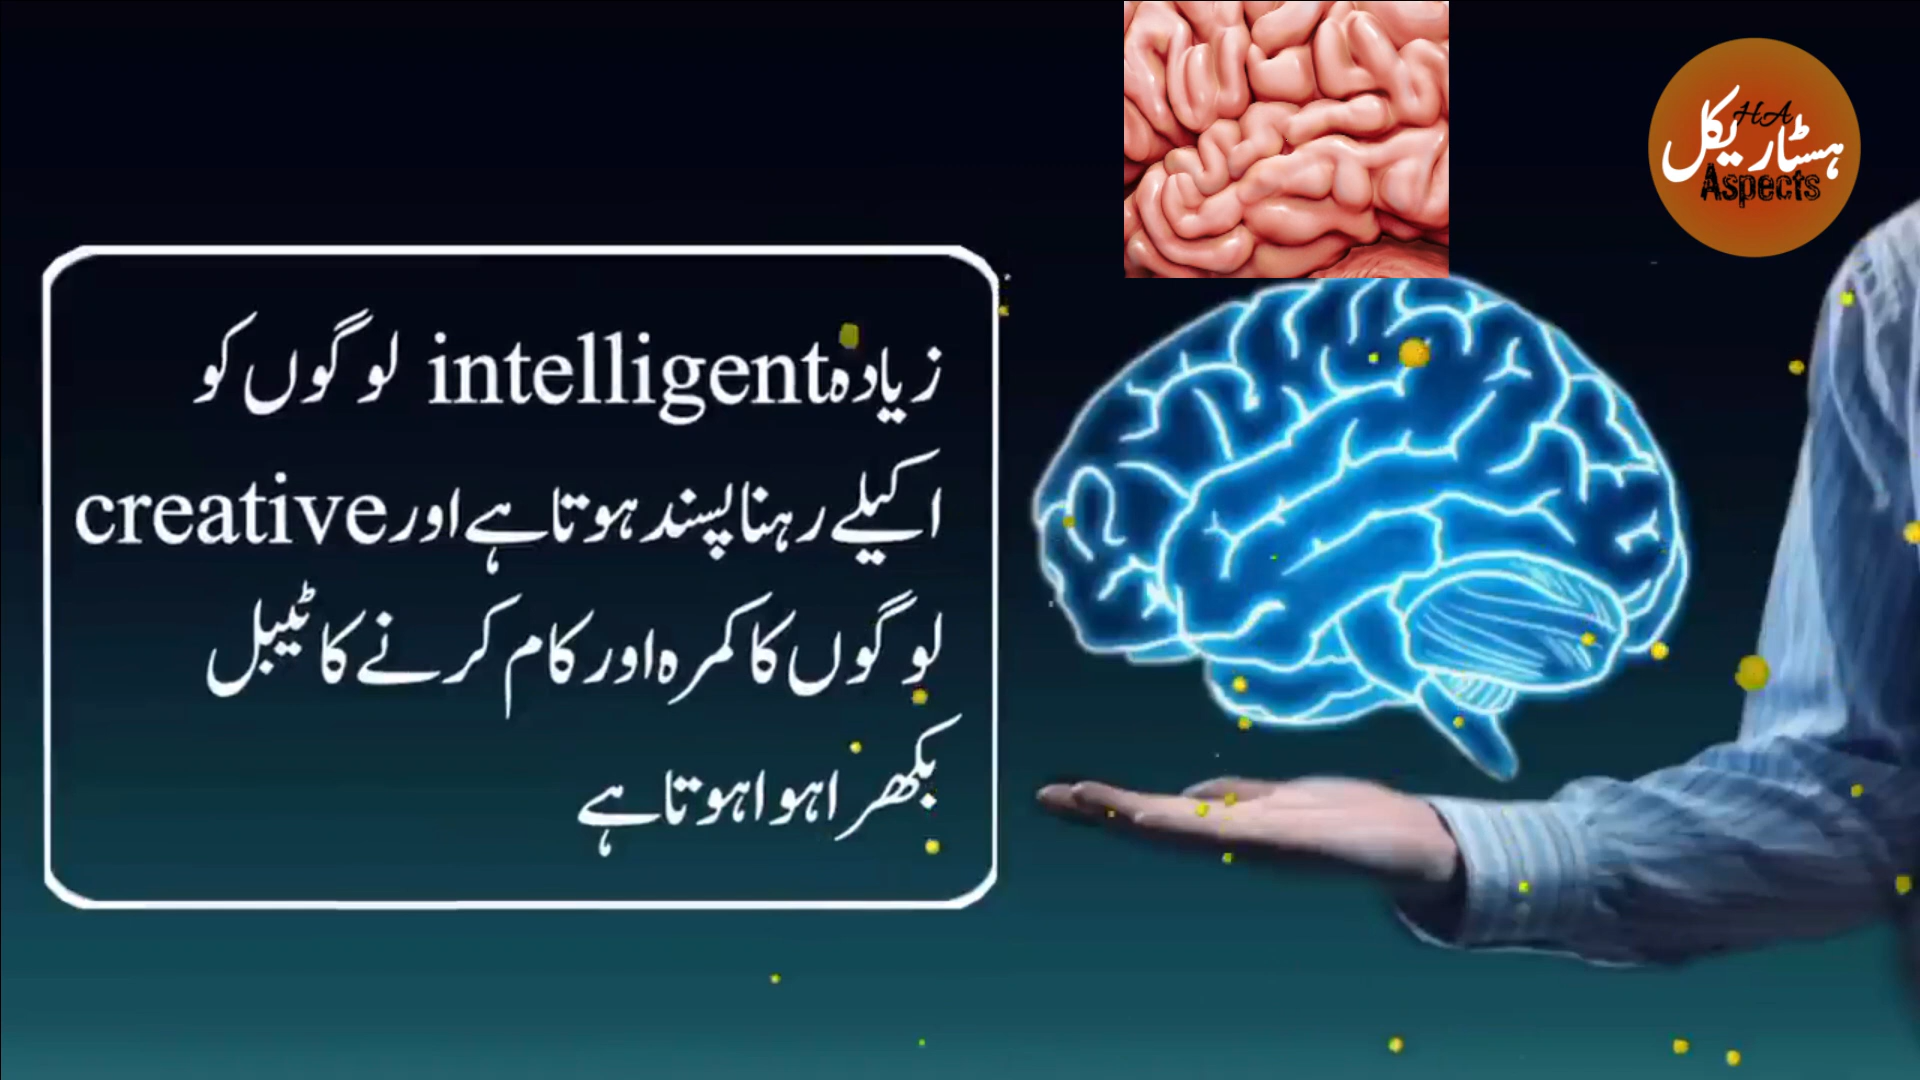 HA
ہسٹاریکل
Aspects
زیادہ intelligent لوگوں کو
اکیلے رہنا پسند ہوتا ہے اور creative
لوگوں کا کمرہ اور کام کرنے کا ٹیبل
بکھرا ہوا ہوتا ہے